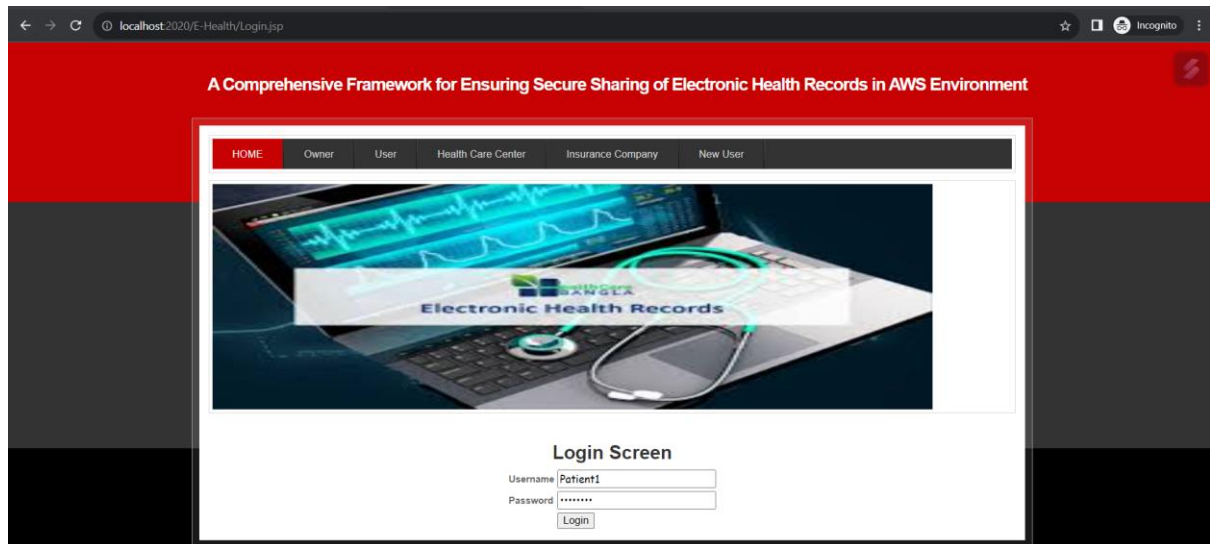 localhost:2020/E-Health/Login.jsp
Incognito
A Comprehensive Framework for Ensuring Secure Sharing of Electronic Health Records in AWS Environment
HOME Owner User Health Care Center Insurance Company New User
BANGLA
Electronic Health Records
Login Screen
Username Patient1
Password ••••••••
Login